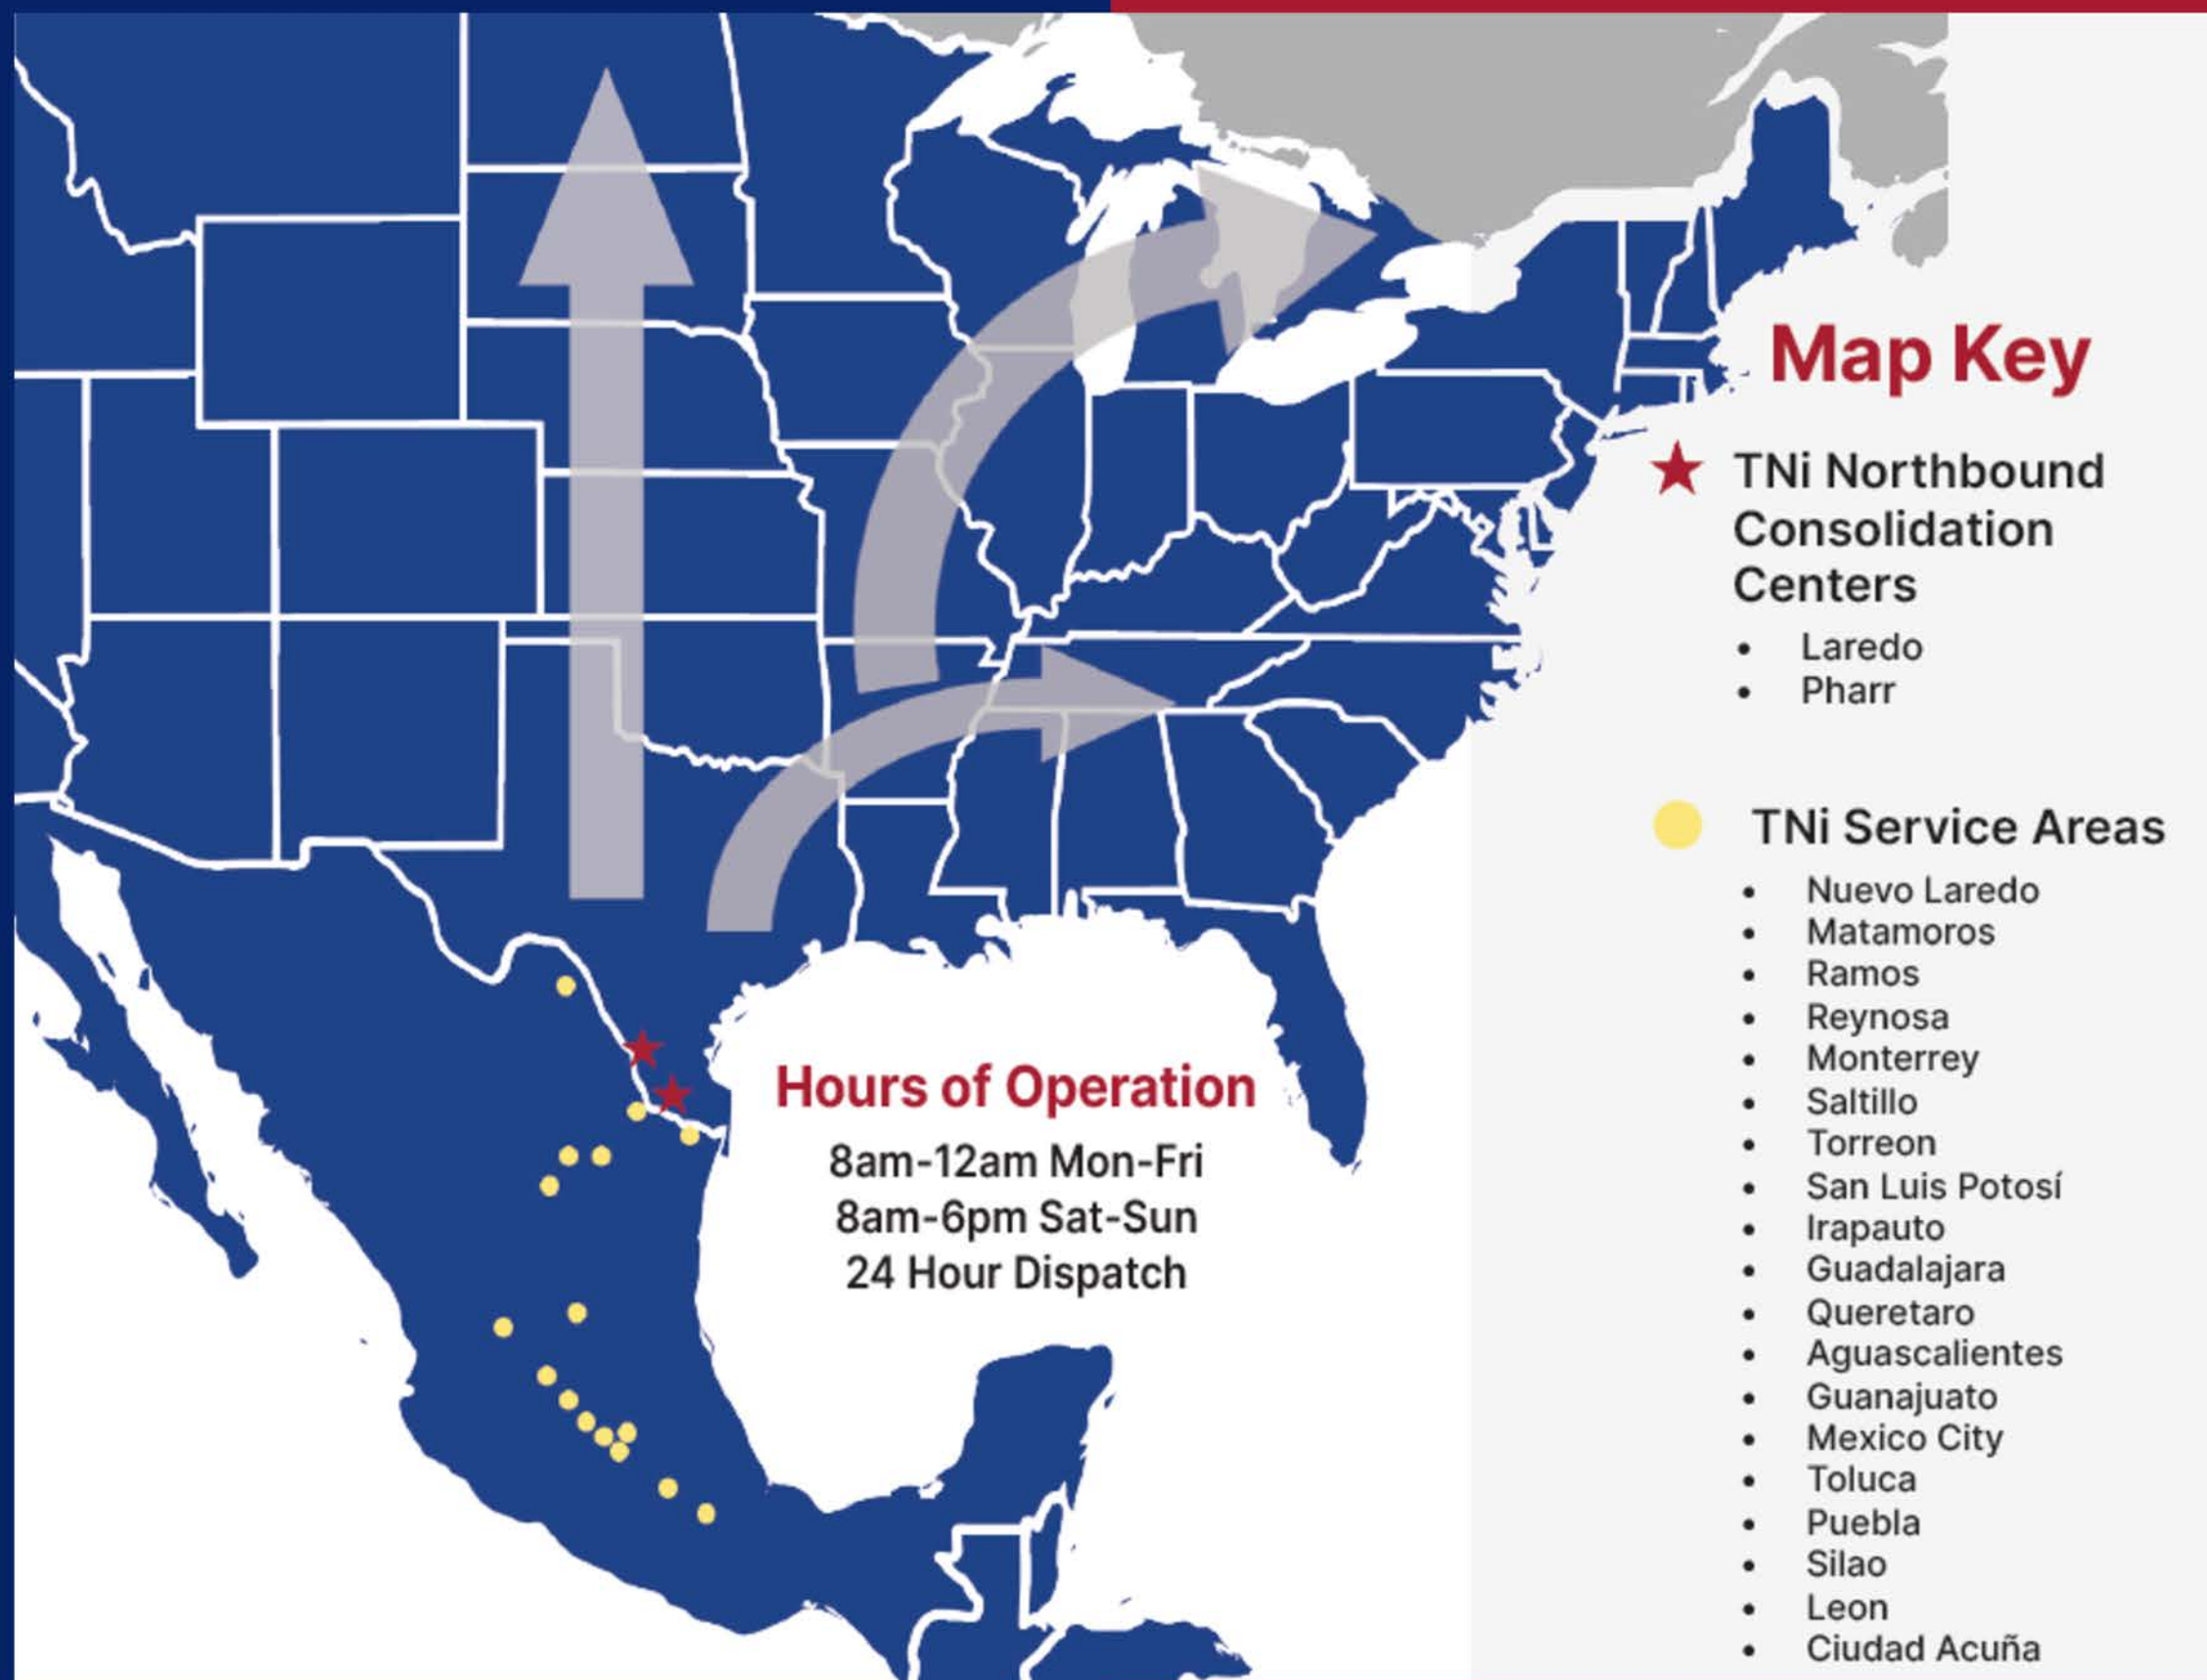 Map Key
TNi Northbound
Consolidation
Centers
• Laredo
• Pharr
TNi Service Areas
• Nuevo Laredo
• Matamoros
• Ramos
• Reynosa
• Monterrey
• Saltillo
• Torreon
• San Luis Potosí
• Irapauto
• Guadalajara
• Queretaro
• Aguascalientes
• Guanajuato
• Mexico City
• Toluca
• Puebla
• Silao
• Leon
• Ciudad Acuña
Hours of Operation
8am-12am Mon-Fri
8am-6pm Sat-Sun
24 Hour Dispatch